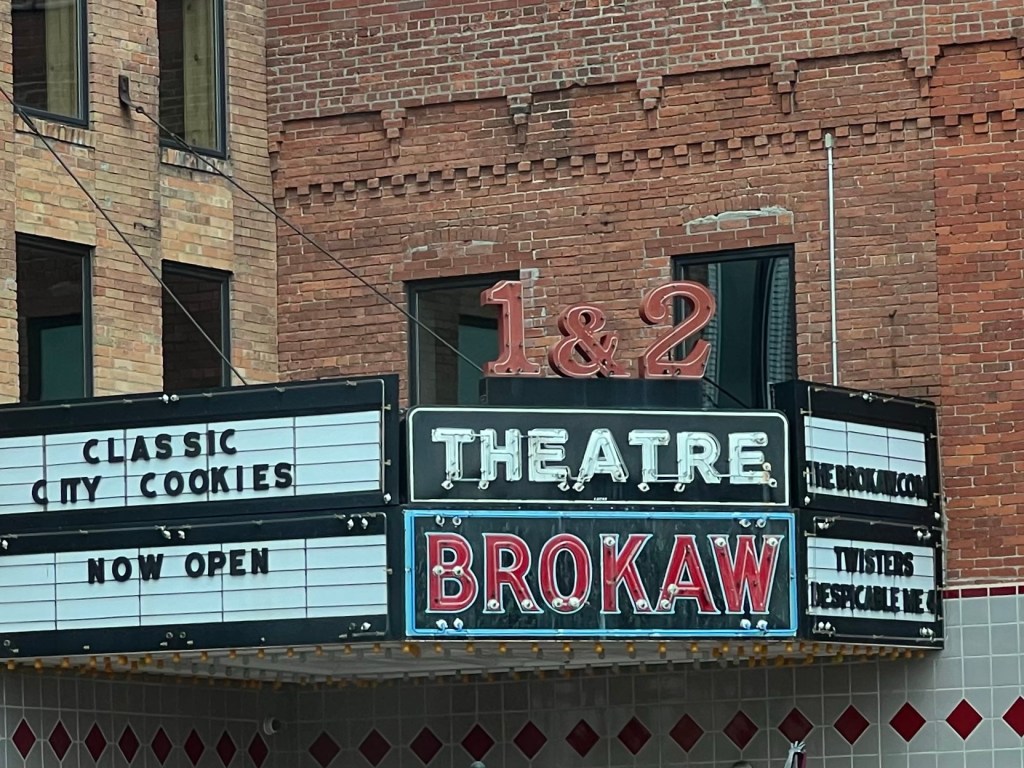 1 & 2
THEATRE
BROKAW
CLASSIC
CITY COOKIES
NOW OPEN
THEBROKAW.COM
TWISTERS
DESPICABLE ME 4